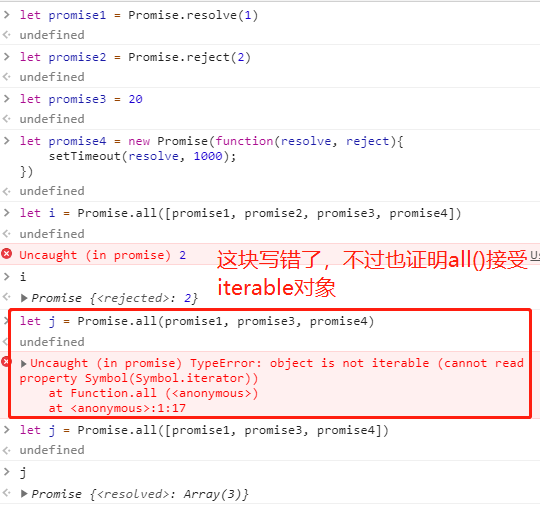 let promise1 = Promise.resolve(1)
undefined
let promise2 = Promise.reject(2)
undefined
let promise3 = 20
undefined
let promise4 = new Promise(function(resolve, reject){
setTimeout(resolve, 1000);
})
undefined
let i = Promise.all([promise1, promise2, promise3, promise4])
undefined
Uncaught (in promise) 2
这块写错了，不过也证明all()接受
iterable对象
i
Promise {<rejected>: 2}
let j = Promise.all(promise1, promise3, promise4)
undefined
Uncaught (in promise) TypeError: object is not iterable (cannot read
property Symbol(Symbol.iterator))
at Function.all (<anonymous>)
at <anonymous>:1:17
let j = Promise.all([promise1, promise3, promise4])
undefined
j
Promise {<resolved>: Array(3)}